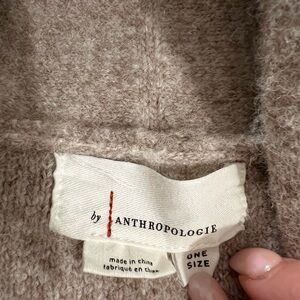 by ANTHROPOLOGIE
made in china
fabriqué en chine
ONE
SIZE